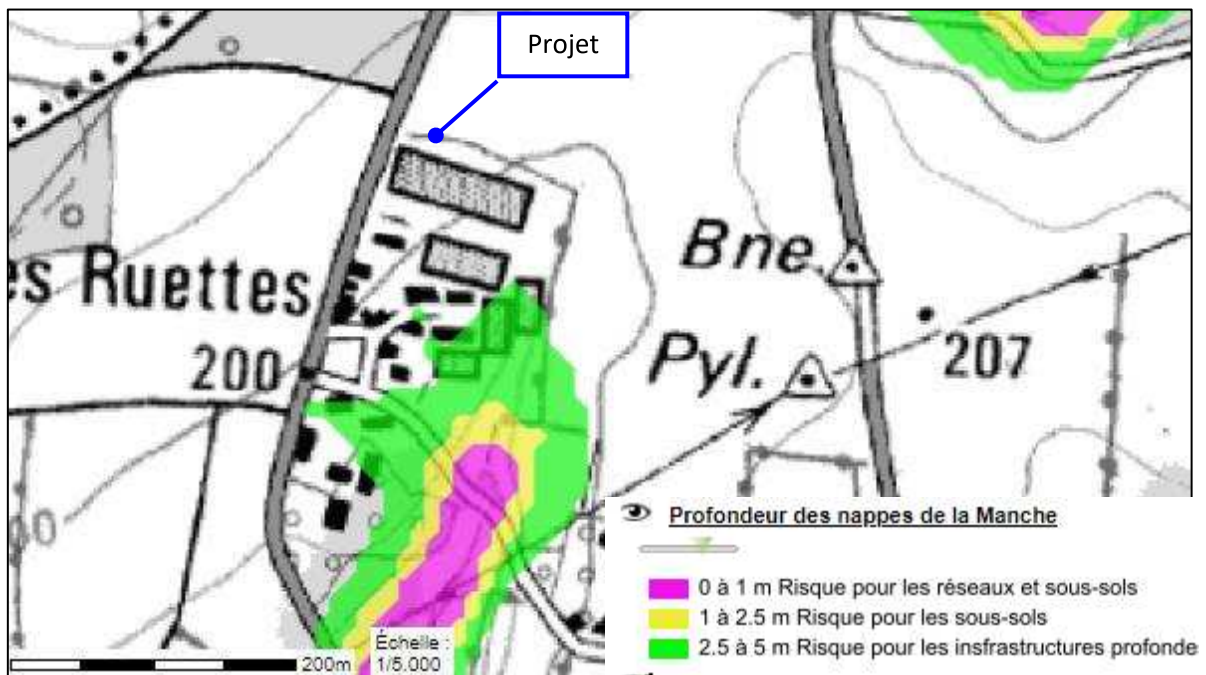 Projet
es Ruettes
Bne.
200
Pyl.
207
00
Profondeur des nappes de la Manche
0 à 1 m Risque pour les réseaux et sous-sols
1 à 2.5 m Risque pour les sous-sols
2.5 à 5 m Risque pour les insfrastructures profonde
Échelle :
200m
1/5.000